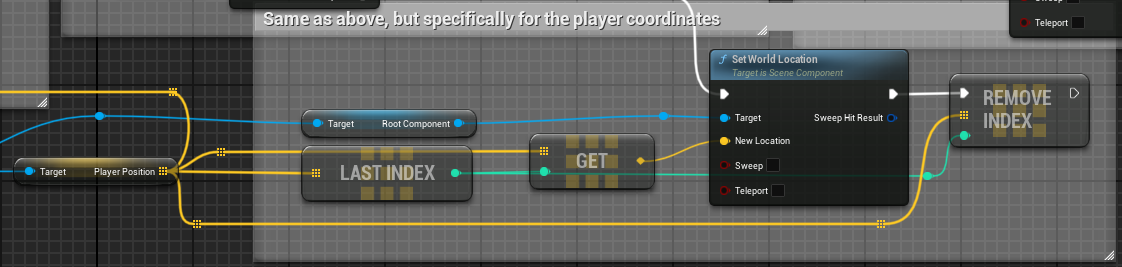 Same as above, but specifically for the player coordinates
Sweep
Teleport
Set World Location
Target is Scene Component
REMOVE
INDEX
Target Root Component
Target Sweep Hit Result
New Location
GET
LAST INDEX
Target Player Position
Sweep
Teleport